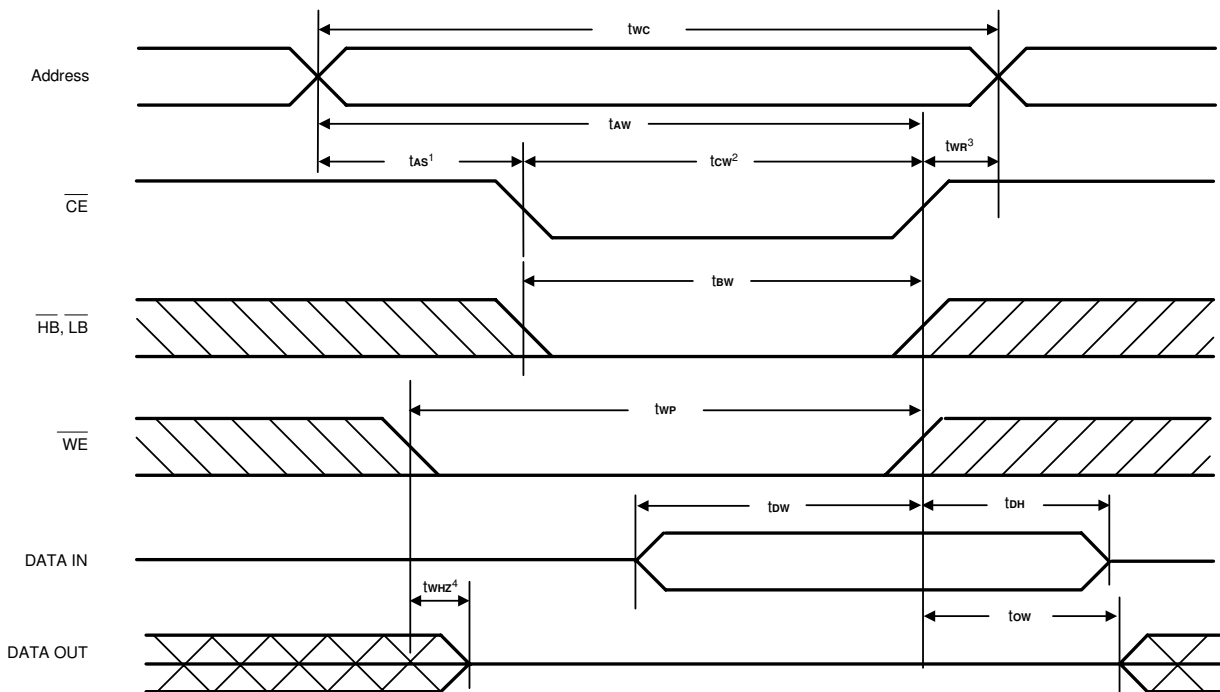 tWC
Address
tAW
tAS¹ tCW² tWR³
CE
tBW
HB, LB
tWP
WE
tDW tDH
DATA IN
tWHZ⁴
tOW
DATA OUT